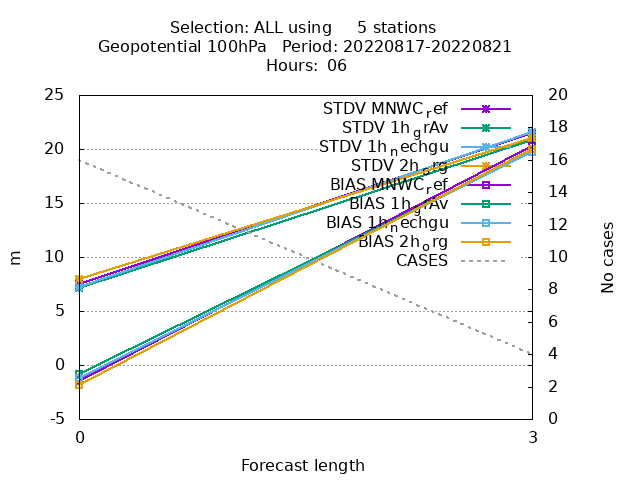 Selection: ALL using     5 stations
Geopotential 100hPa   Period: 20220817-20220821
Hours: 06
25
20
15
10
5
0
-5
20
18
16
14
12
10
8
6
4
2
0
m
No cases
STDV MNWC_ref
STDV 1h_grAv
STDV 1h_nechgu
STDV 2h_org
BIAS MNWC_ref
BIAS 1h_grAv
BIAS 1h_nechgu
BIAS 2h_org
CASES
0
3
Forecast length